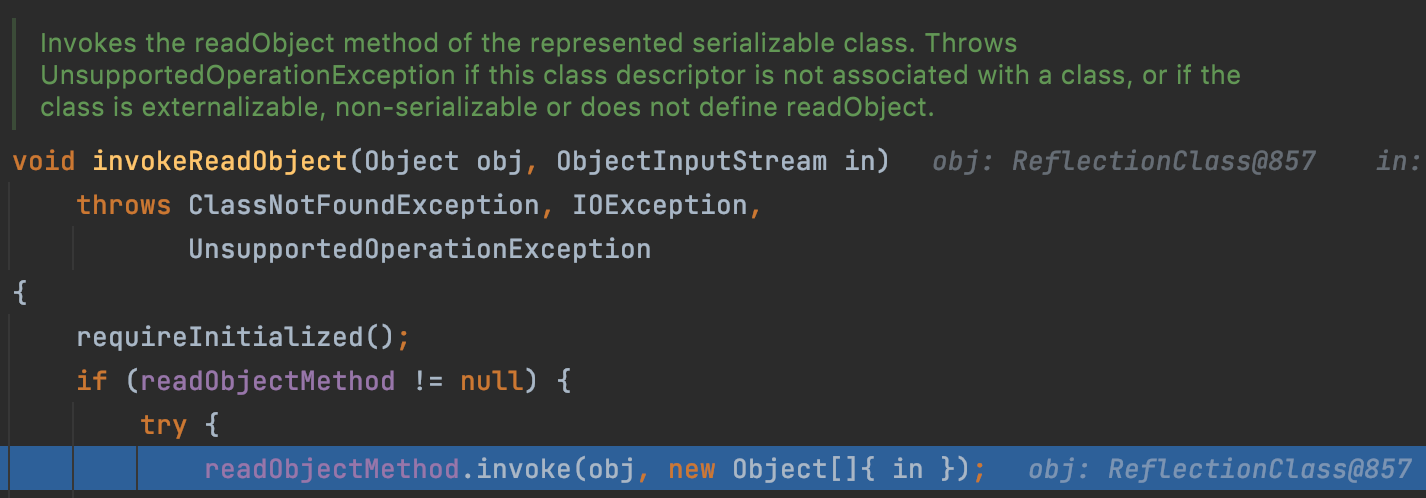 Invokes the readObject method of the represented serializable class. Throws
UnsupportedOperationException if this class descriptor is not associated with a class, or if the
class is externalizable, non-serializable or does not define readObject.
void invokeReadObject(Object obj, ObjectInputStream in) obj: ReflectionClass@857 in:
throws ClassNotFoundException, IOException,
UnsupportedOperationException
{
requireInitialized();
if (readObjectMethod != null) {
try {
readObjectMethod.invoke(obj, new Object[]{ in }); obj: ReflectionClass@857